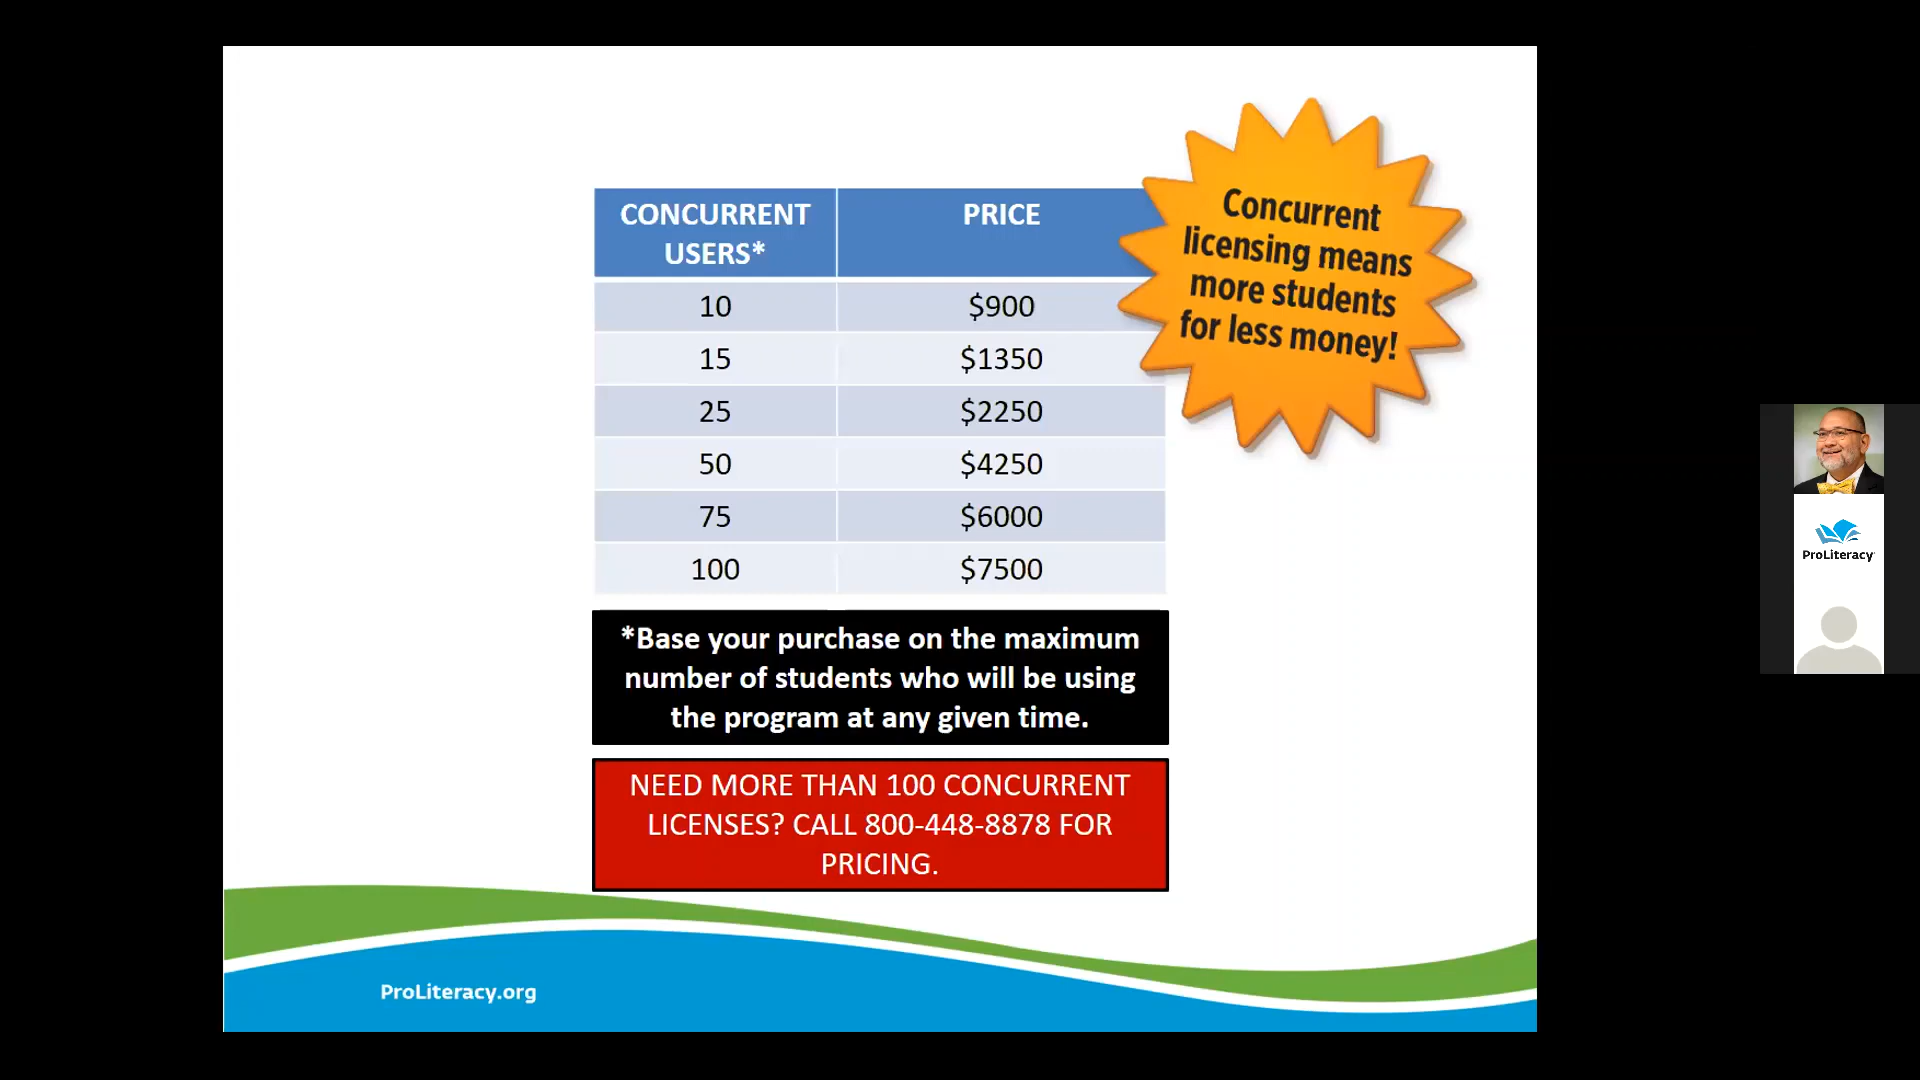 CONCURRENT
USERS*
PRICE
10 $900
15 $1350
25 $2250
50 $4250
75 $6000
100 $7500
Concurrent
licensing means
more students
for less money!
*Base your purchase on the maximum
number of students who will be using
the program at any given time.
NEED MORE THAN 100 CONCURRENT
LICENSES? CALL 800-448-8878 FOR
PRICING.
ProLiteracy.org
ProLiteracy